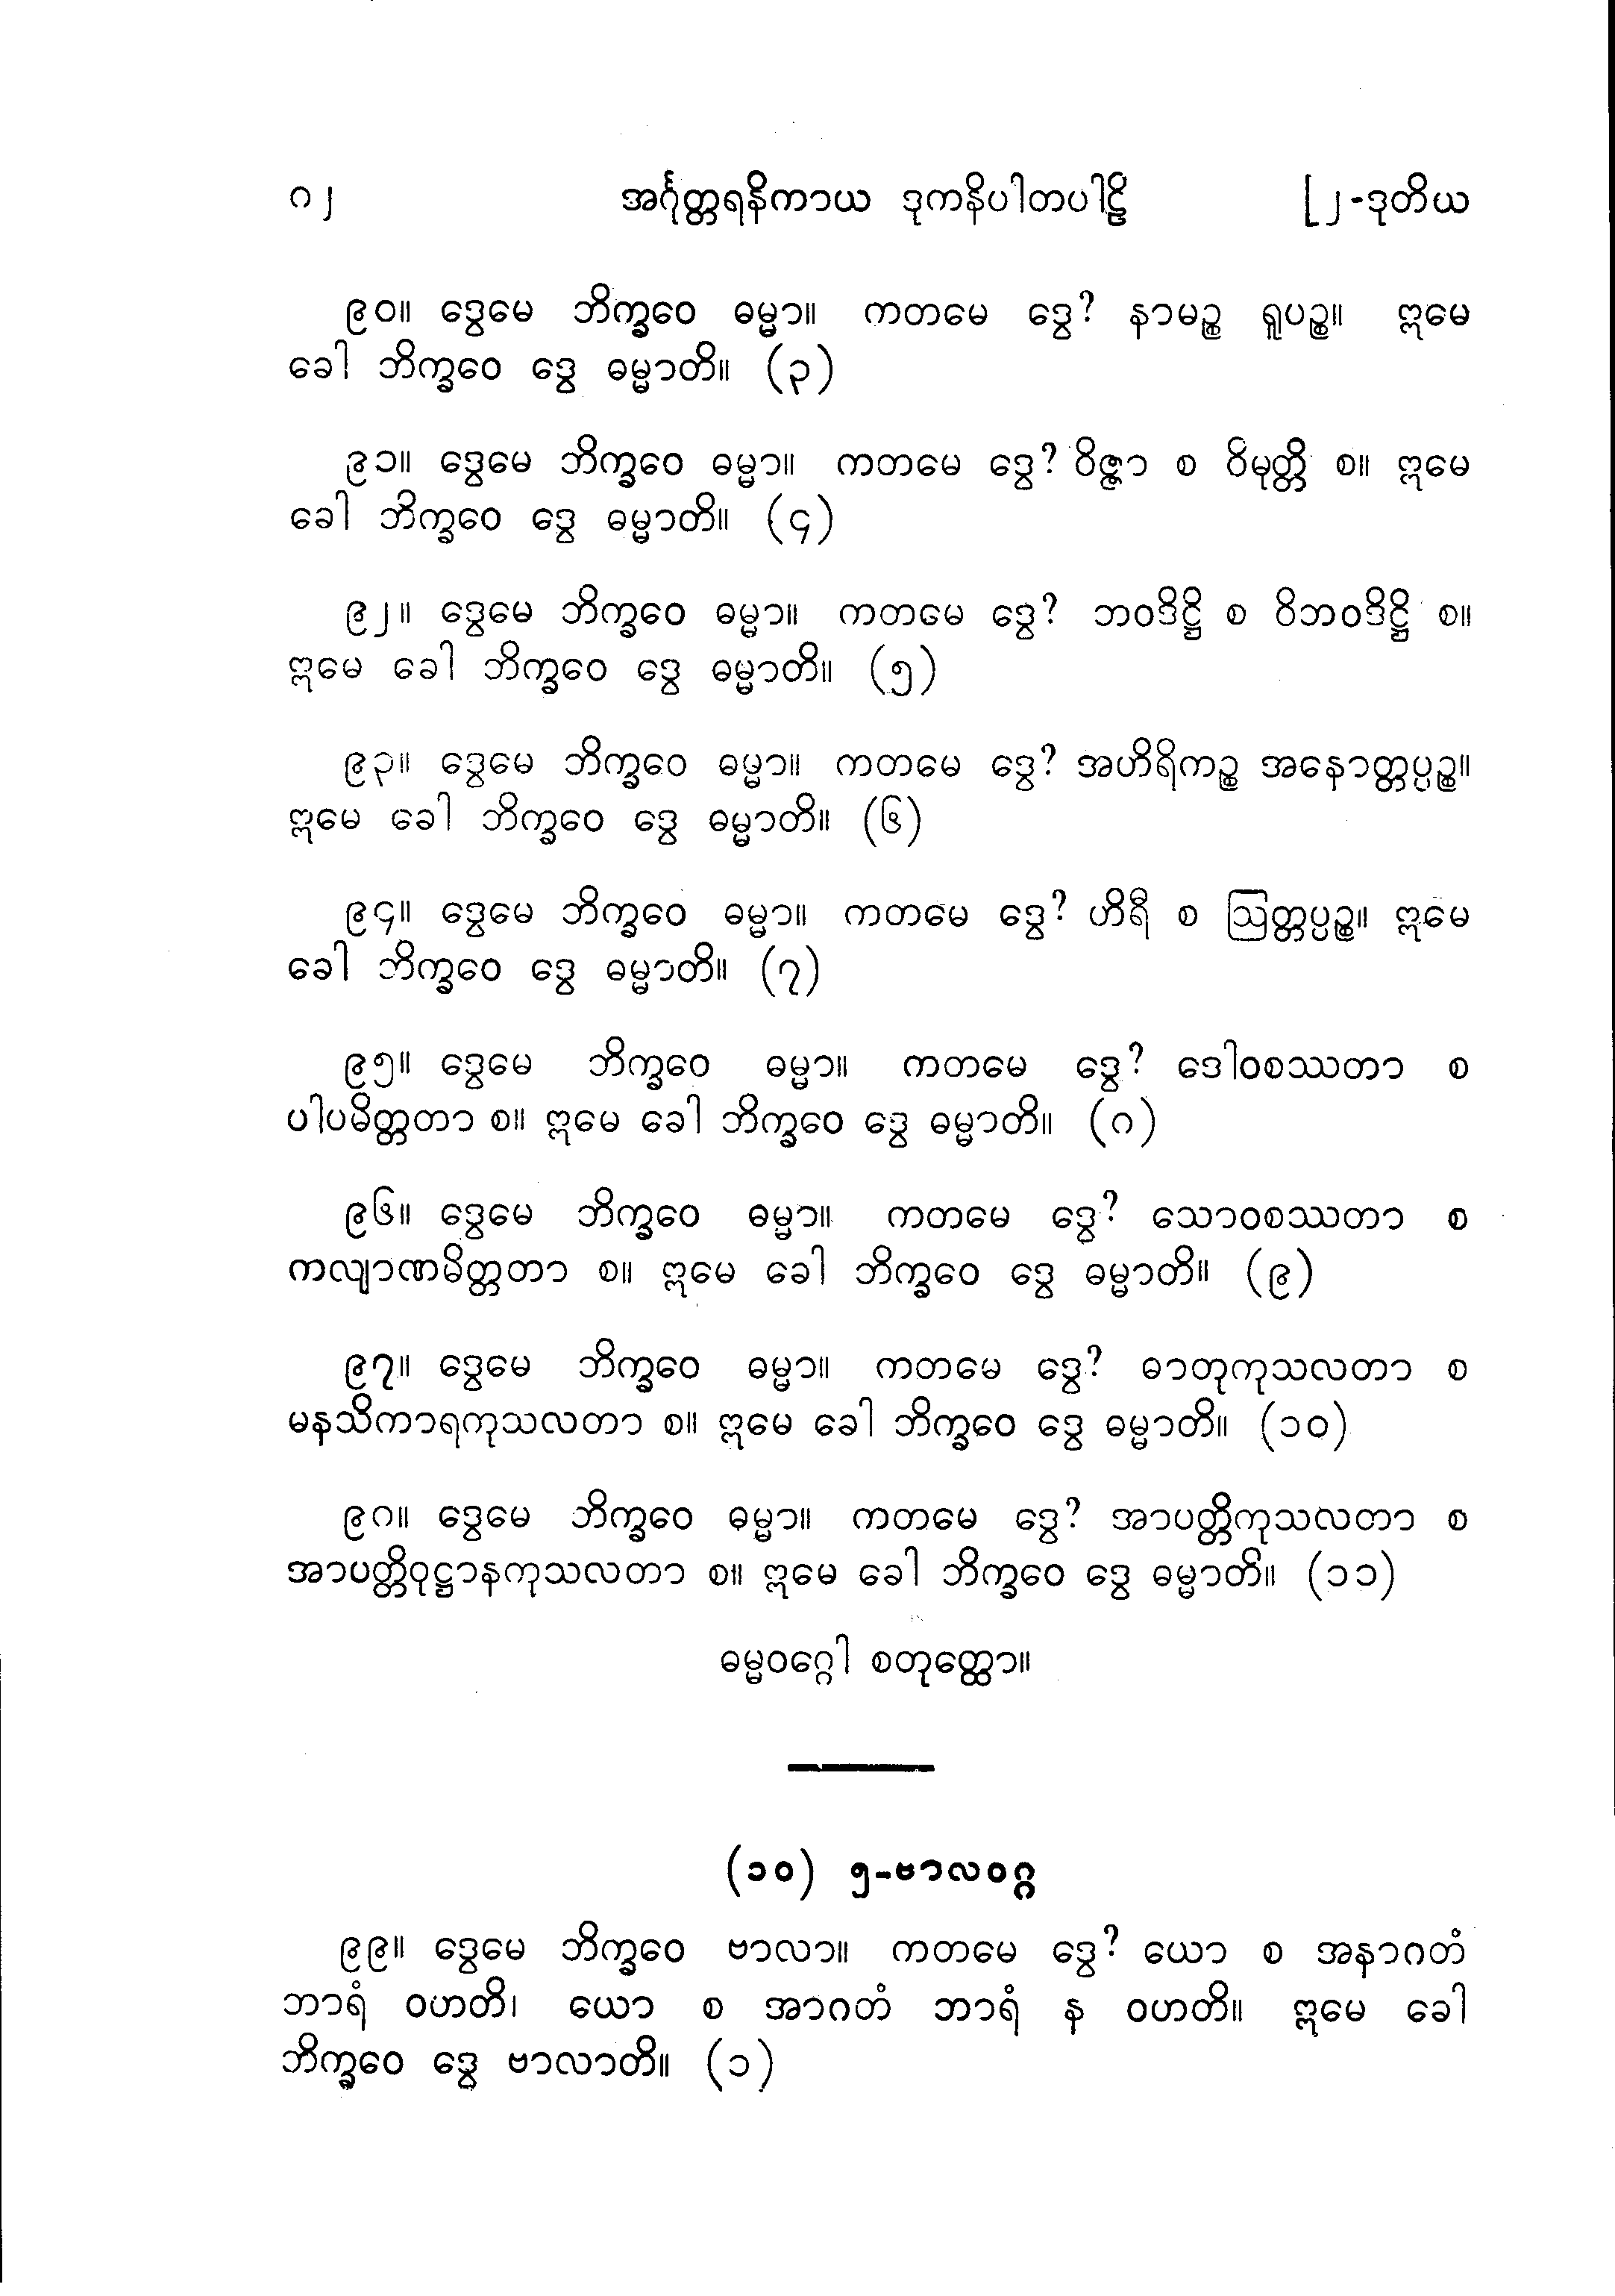 ၈၂ အင်္ဂုတ္တရနိကာယ ဒုကနိပါတပါဠိ [၂-ဒုတိယ
၉၀။ ဒွေမေ ဘိက္ခဝေ ဓမ္မာ။ ကတမေ ဒွေ? နာမဉ္စ ရူပဉ္စ။ ဣမေ
ခေါ ဘိက္ခဝေ ဒွေ ဓမ္မာတိ။ (၃)
၉၁။ ဒွေမေ ဘိက္ခဝေ ဓမ္မာ။ ကတမေ ဒွေ? ဝိဇ္ဇာ စ ဝိမုတ္တိ စ။ ဣမေ
ခေါ ဘိက္ခဝေ ဒွေ ဓမ္မာတိ။ (၄)
၉၂။ ဒွေမေ ဘိက္ခဝေ ဓမ္မာ။ ကတမေ ဒွေ? ဘဝဒိဋ္ဌိ စ ဝိဘဝဒိဋ္ဌိ စ။
ဣမေ ခေါ ဘိက္ခဝေ ဒွေ ဓမ္မာတိ။ (၅)
၉၃။ ဒွေမေ ဘိက္ခဝေ ဓမ္မာ။ ကတမေ ဒွေ? အဟိရိကဉ္စ အနောတ္တပ္ပဉ္စ။
ဣမေ ခေါ ဘိက္ခဝေ ဒွေ ဓမ္မာတိ။ (၆)
၉၄။ ဒွေမေ ဘိက္ခဝေ ဓမ္မာ။ ကတမေ ဒွေ? ဟိရီ စ ဩတ္တပ္ပဉ္စ။ ဣမေ
ခေါ ဘိက္ခဝေ ဒွေ ဓမ္မာတိ။ (၇)
၉၅။ ဒွေမေ ဘိက္ခဝေ ဓမ္မာ။ ကတမေ ဒွေ? ဒေါဝစဿတာ စ
ပါပမိတ္တတာ စ။ ဣမေ ခေါ ဘိက္ခဝေ ဒွေ ဓမ္မာတိ။ (၈)
၉၆။ ဒွေမေ ဘိက္ခဝေ ဓမ္မာ။ ကတမေ ဒွေ? သောဝစဿတာ စ
ကလျာဏမိတ္တတာ စ။ ဣမေ ခေါ ဘိက္ခဝေ ဒွေ ဓမ္မာတိ။ (၉)
၉၇။ ဒွေမေ ဘိက္ခဝေ ဓမ္မာ။ ကတမေ ဒွေ? ဓာတုကုသလတာ စ
မနသိကာရကုသလတာ စ။ ဣမေ ခေါ ဘိက္ခဝေ ဒွေ ဓမ္မာတိ။ (၁၀)
၉၈။ ဒွေမေ ဘိက္ခဝေ ဓမ္မာ။ ကတမေ ဒွေ? အာပတ္တိကုသလတာ စ
အာပတ္တိဝုဋ္ဌာနကုသလတာ စ။ ဣမေ ခေါ ဘိက္ခဝေ ဒွေ ဓမ္မာတိ။ (၁၁)
ဓမ္မဝဂ္ဂေါ စတုတ္ထော။
(၁၀) ၅-ဗာလဝဂ္ဂ
၉၉။ ဒွေမေ ဘိက္ခဝေ ဗာလာ။ ကတမေ ဒွေ? ယော စ အနာဂတံ
ဘာရံ ဝဟတိ၊ ယော စ အာဂတံ ဘာရံ န ဝဟတိ။ ဣမေ ခေါ
ဘိက္ခဝေ ဒွေ ဗာလာတိ။ (၁)